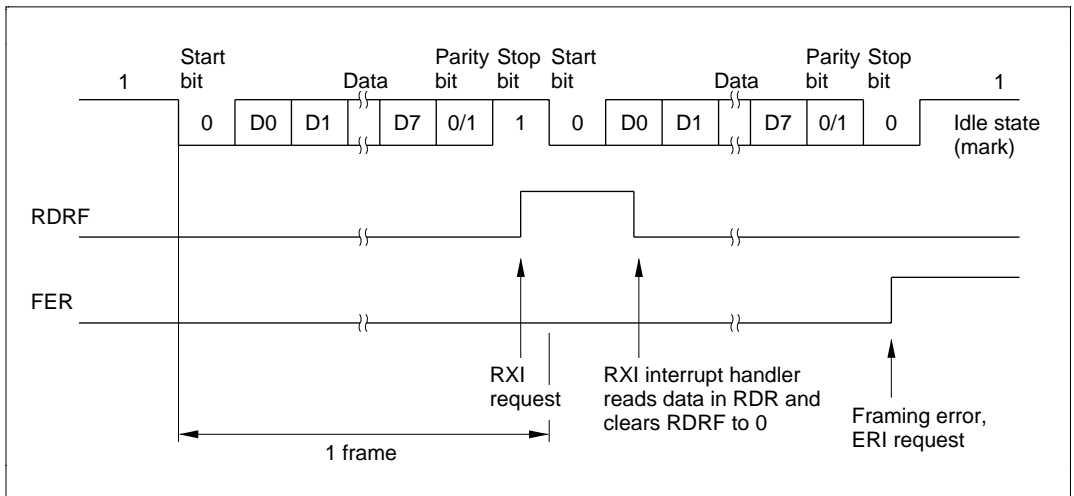 Start Parity Stop Start Parity Stop
1 bit Data bit bit bit Data bit bit 1
0 D0 D1 D7 0/1 1 0 D0 D1 D7 0/1 0 Idle state
(mark)
RDRF
FER
RXI
request
RXI interrupt handler
reads data in RDR and
clears RDRF to 0
Framing error,
ERI request
1 frame